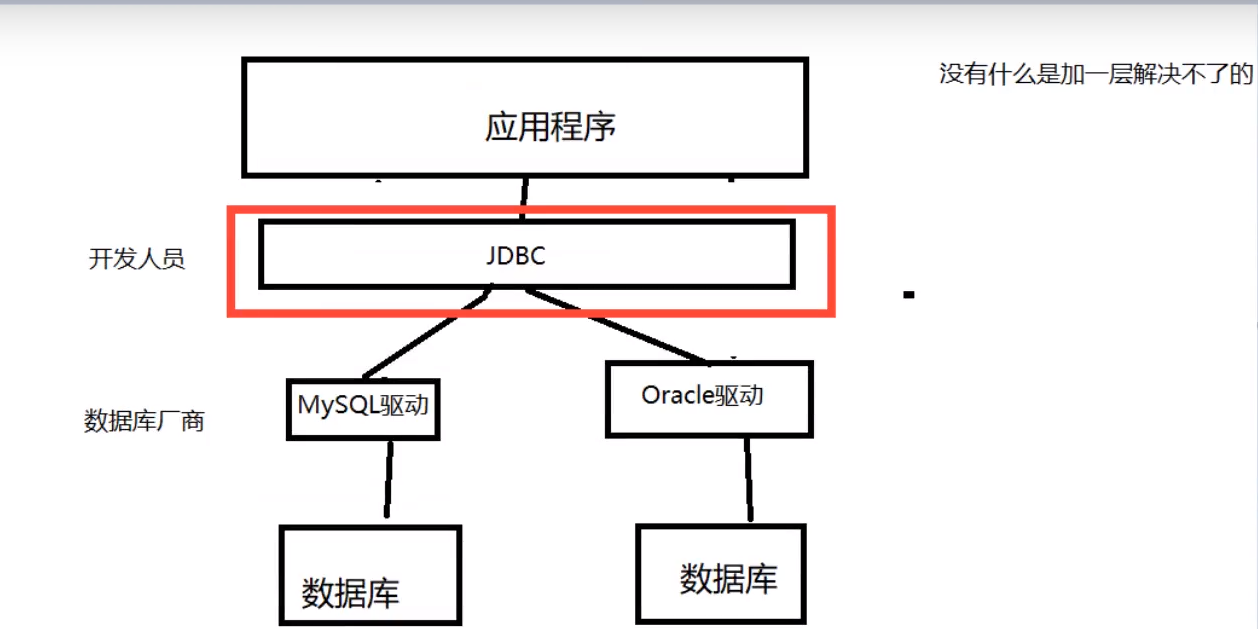 没有什么是加一层解决不了的
应用程序
开发人员
JDBC
数据库厂商
MySQL驱动
Oracle驱动
数据库
数据库